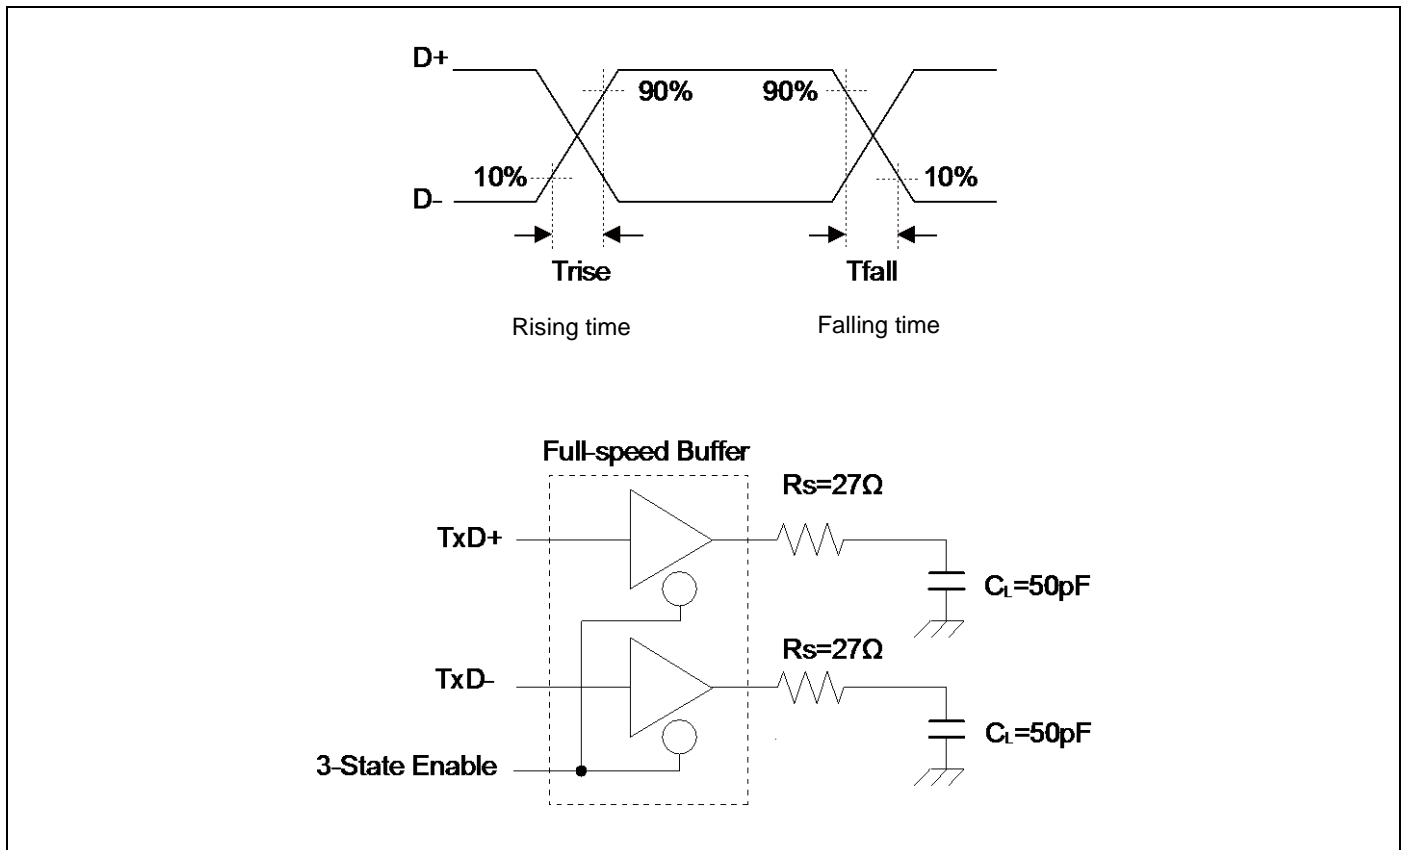 D+
90%
90%
10%
10%
D-
Trise
Tfall
Rising time
Falling time
Full-speed Buffer
Rs=27Ω
TxD+
CL=50pF
Rs=27Ω
TxD-
CL=50pF
3-State Enable